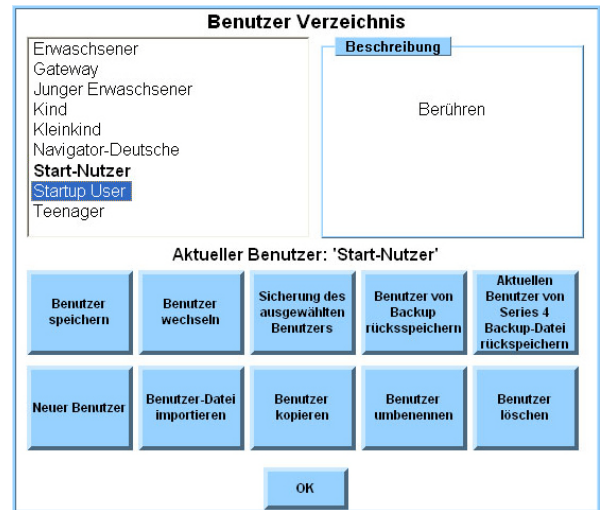 Benutzer Verzeichnis
Erwaschsener
Gateway
Junger Erwaschsener
Kind
Kleinkind
Navigator-Deutsche
Start-Nutzer
Startup User
Teenager
Beschreibung
Berühren
Aktueller Benutzer: 'Start-Nutzer'
Benutzer
speichern
Benutzer
wechseln
Sicherung des
ausgewählten
Benutzers
Benutzer von
Backup
rücksspeichern
Aktuellen
Benutzer von
Series 4
Backup-Datei
rückspeichern
Neuer Benutzer
Benutzer-Datei
importieren
Benutzer
kopieren
Benutzer
umbenennen
Benutzer
löschen
OK